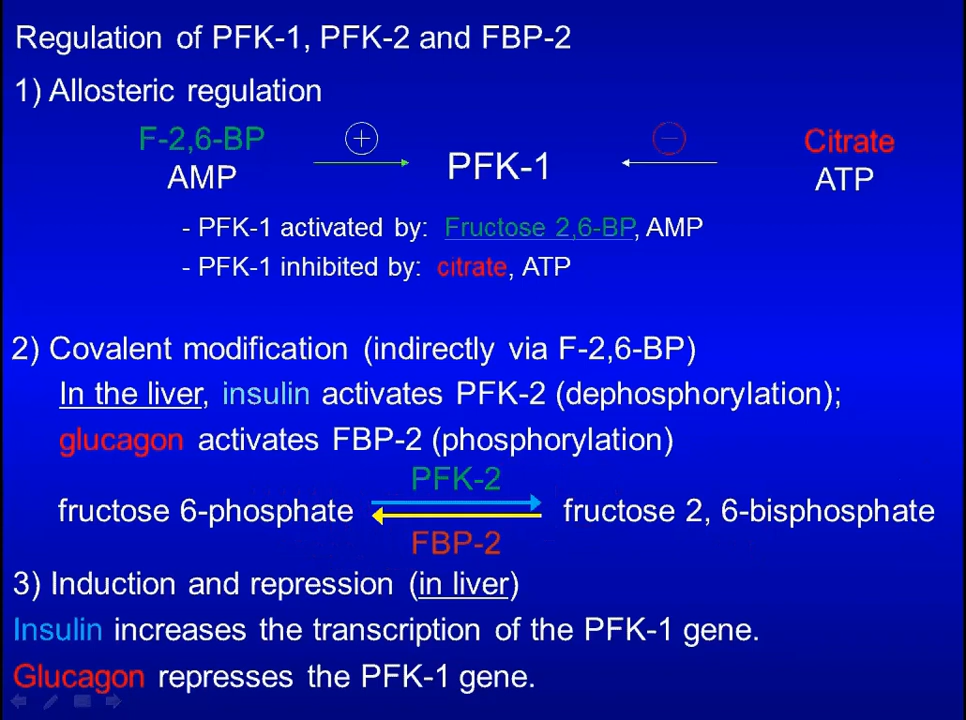 Regulation of PFK-1, PFK-2 and FBP-2
1) Allosteric regulation
F-2,6-BP
AMP
+
PFK-1
−
Citrate
ATP
- PFK-1 activated by: Fructose 2,6-BP, AMP
- PFK-1 inhibited by: citrate, ATP
2) Covalent modification (indirectly via F-2,6-BP)
In the liver, insulin activates PFK-2 (dephosphorylation);
glucagon activates FBP-2 (phosphorylation)
PFK-2
fructose 6-phosphate fructose 2, 6-bisphosphate
FBP-2
3) Induction and repression (in liver)
Insulin increases the transcription of the PFK-1 gene.
Glucagon represses the PFK-1 gene.